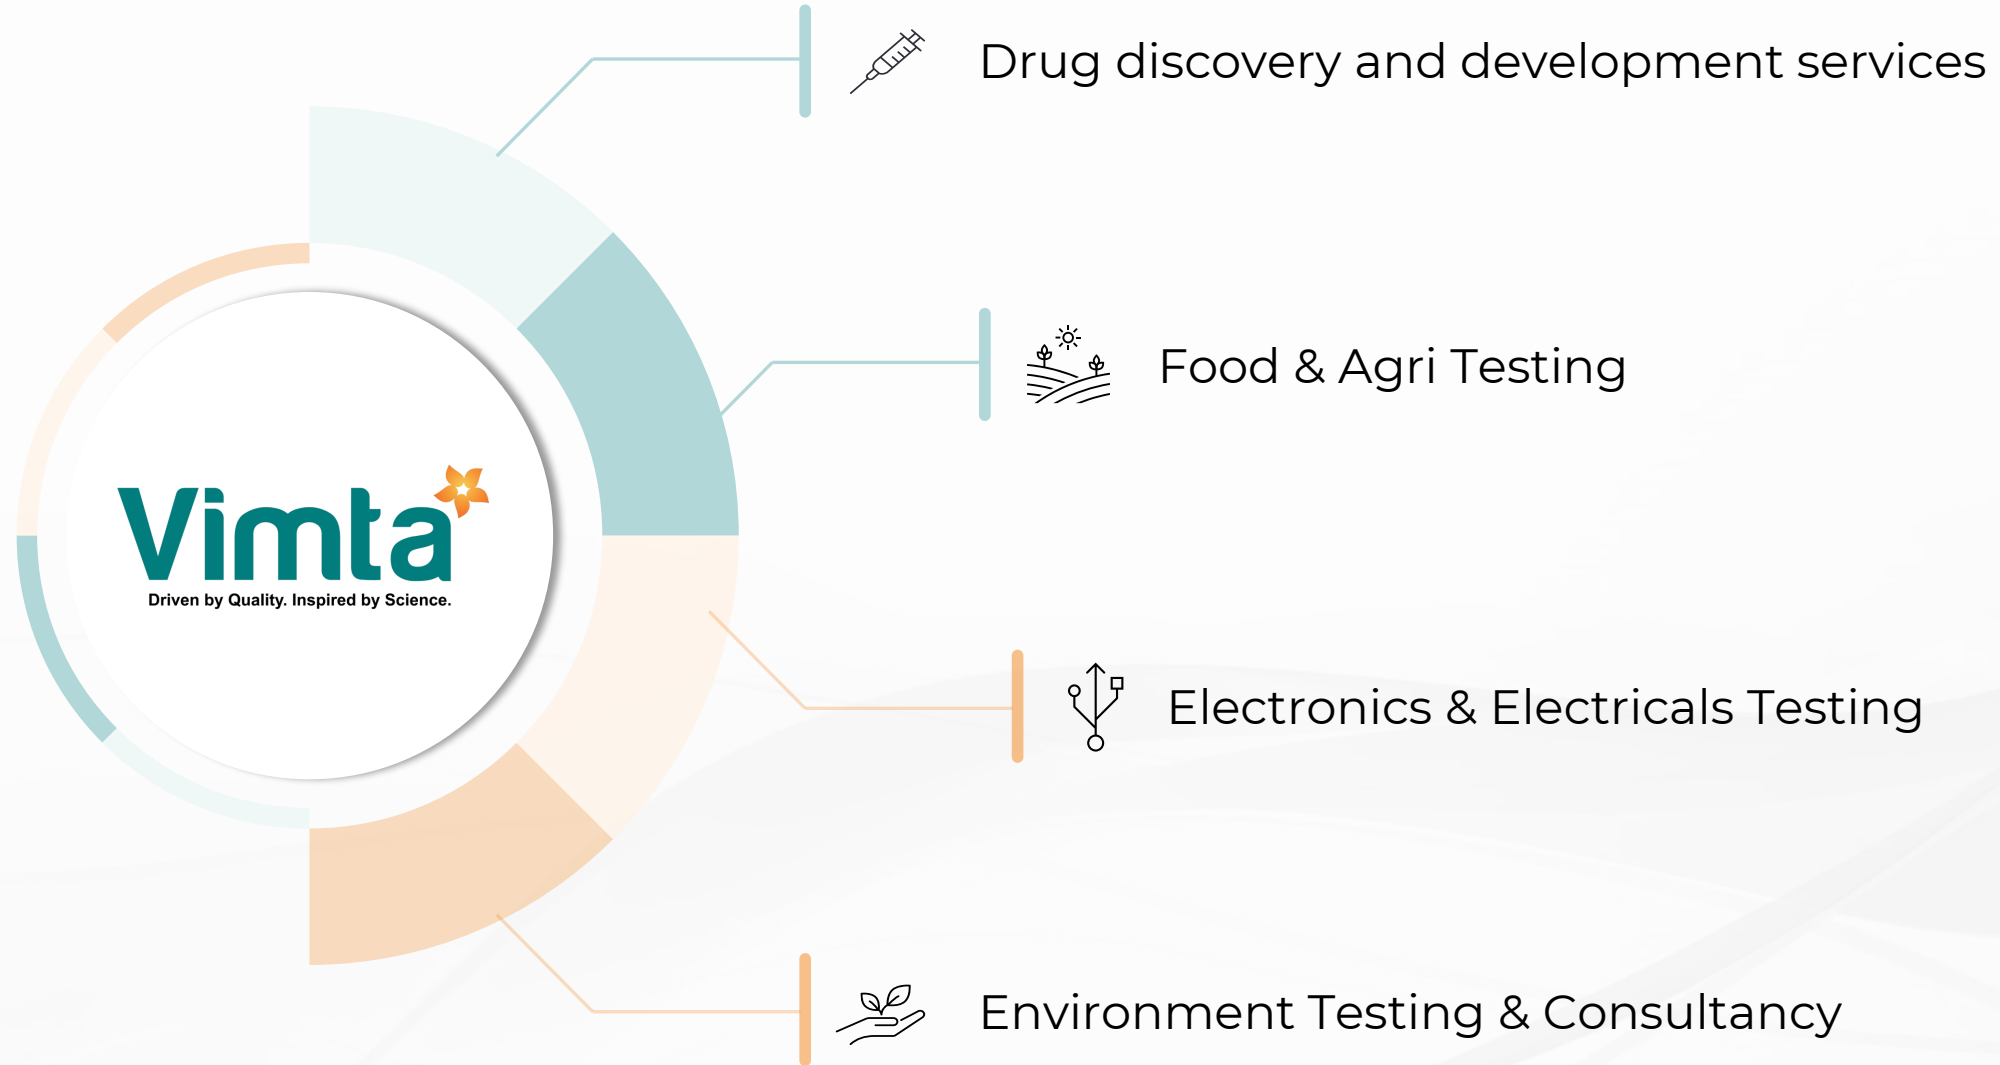 Drug discovery and development services
Food & Agri Testing
Vimta
Driven by Quality. Inspired by Science.
Electronics & Electricals Testing
Environment Testing & Consultancy